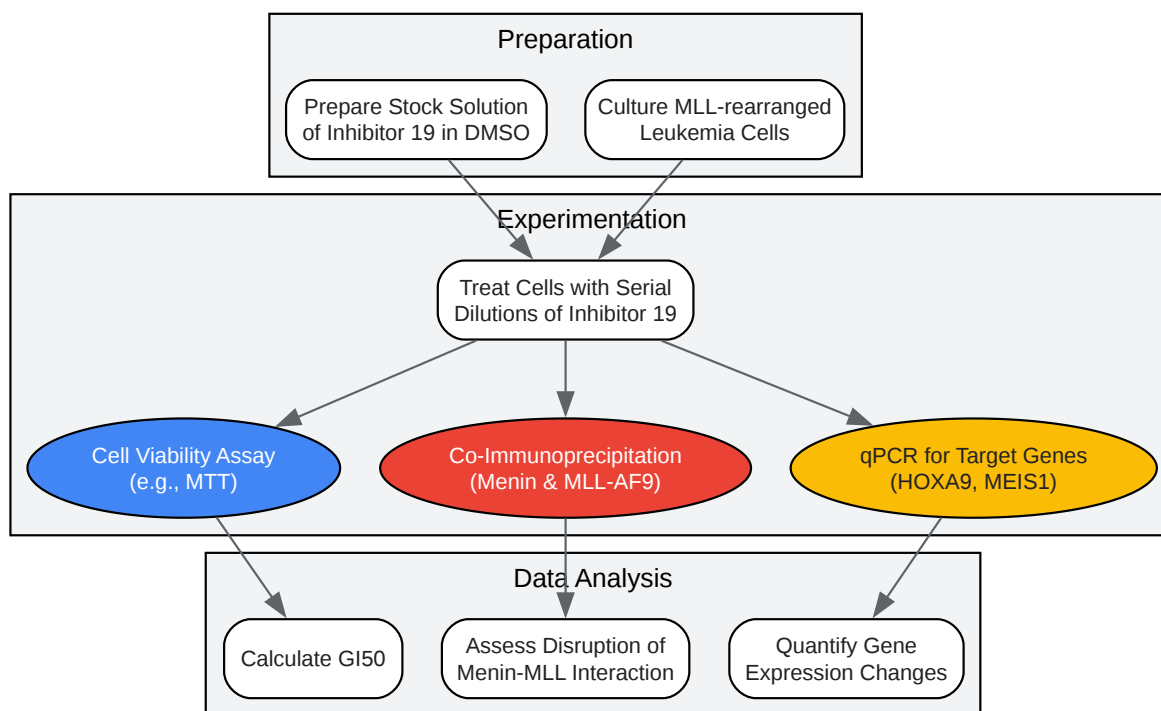 Preparation
Prepare Stock Solution
of Inhibitor 19 in DMSO
Culture MLL-rearranged
Leukemia Cells
Experimentation
Treat Cells with Serial
Dilutions of Inhibitor 19
Cell Viability Assay
(e.g., MTT)
Co-Immunoprecipitation
(Menin & MLL-AF9)
qPCR for Target Genes
(HOXA9, MEIS1)
Data Analysis
Calculate GI50
Assess Disruption of
Menin-MLL Interaction
Quantify Gene
Expression Changes